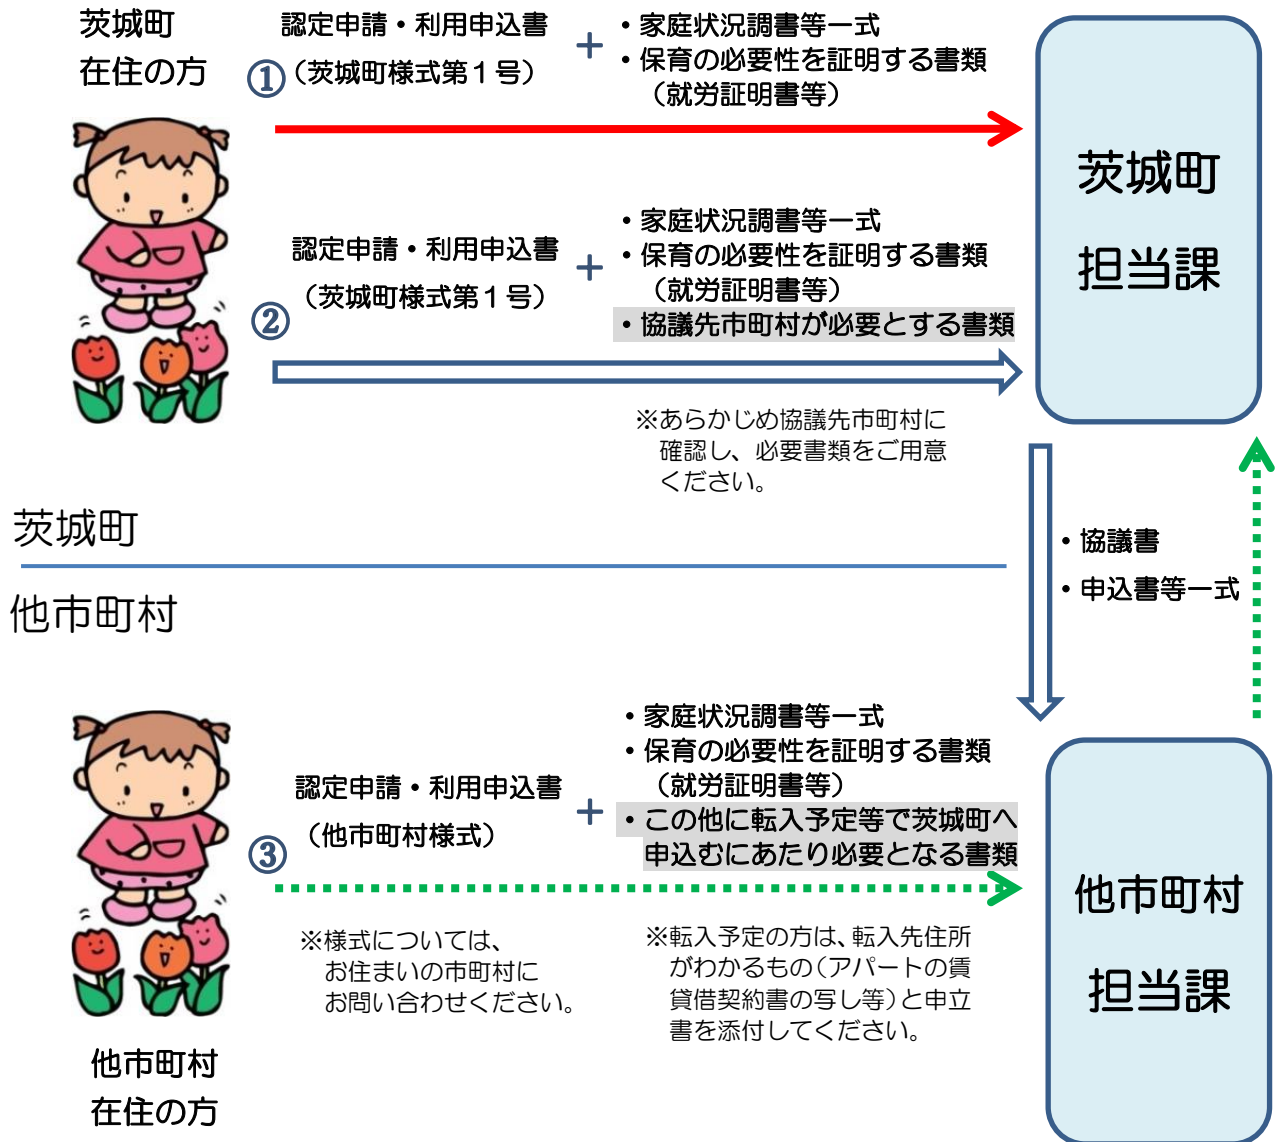 茨城町
在住の方
①
認定申請・利用申込書
（茨城町様式第１号）
＋
・家庭状況調書等一式
・保育の必要性を証明する書類
（就労証明書等）
茨城町
担当課
②
認定申請・利用申込書
（茨城町様式第１号）
＋
・家庭状況調書等一式
・保育の必要性を証明する書類
（就労証明書等）
・協議先市町村が必要とする書類
※あらかじめ協議先市町村に
確認し、必要書類をご用意
ください。
茨城町
・協議書
・申込書等一式
他市町村
③
認定申請・利用申込書
（他市町村様式）
＋
・家庭状況調書等一式
・保育の必要性を証明する書類
（就労証明書等）
・この他に転入予定等で茨城町へ
申込むにあたり必要となる書類
※様式については、
お住まいの市町村に
お問い合わせください。
※転入予定の方は、転入先住所
がわかるもの（アパートの賃
貸借契約書の写し等）と申立
書を添付してください。
他市町村
担当課
他市町村
在住の方